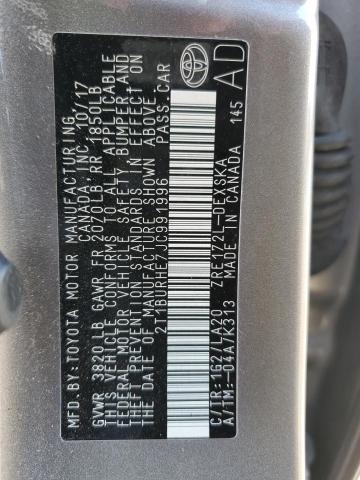 MFD. BY: TOYOTA MOTOR MANUFACTURING
CANADA INC. 10/17
GVWR 3820LB GAWR FR 2070LB RR 1850LB
THIS VEHICLE CONFORMS TO ALL APPLICABLE
FEDERAL MOTOR VEHICLE SAFETY BUMPER, AND
THEFT PREVENTION STANDARDS IN EFFECT ON
THE DATE OF MANUFACTURE SHOWN ABOVE.
2T1BURHE7JC991996 PASS.CAR
C/TR:1G2/LA20 ZRE172L-DEXSKA
A/TM:-04A/K313 MADE IN CANADA
145
AD